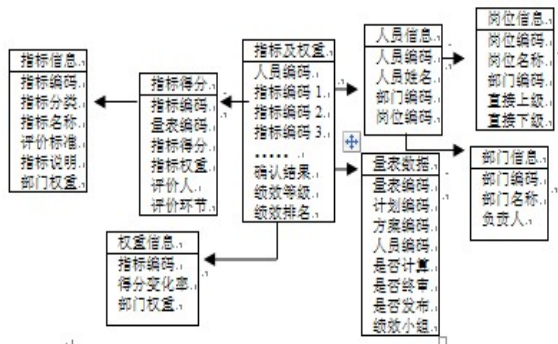 指标信息
指标编码
指标分类
指标名称
评价标准
指标说明
部门权重
指标得分
指标编码
量表编码
指标得分
指标权重
评价人
评价环节
指标及权重
人员编码
指标编码 1
指标编码 2
指标编码 3
……
确认结果
绩效等级
绩效排名
人员信息
人员编码
人员姓名
部门编码
岗位编码
岗位信息
岗位编码
岗位名称
部门编码
直接上级
直接下级
量表数据
量表编码
计划编码
方案编码
人员编码
是否计算
是否终审
是否发布
绩效小组
部门信息
部门编码
部门名称
负责人
权重信息
指标编码
得分变化率
部门权重